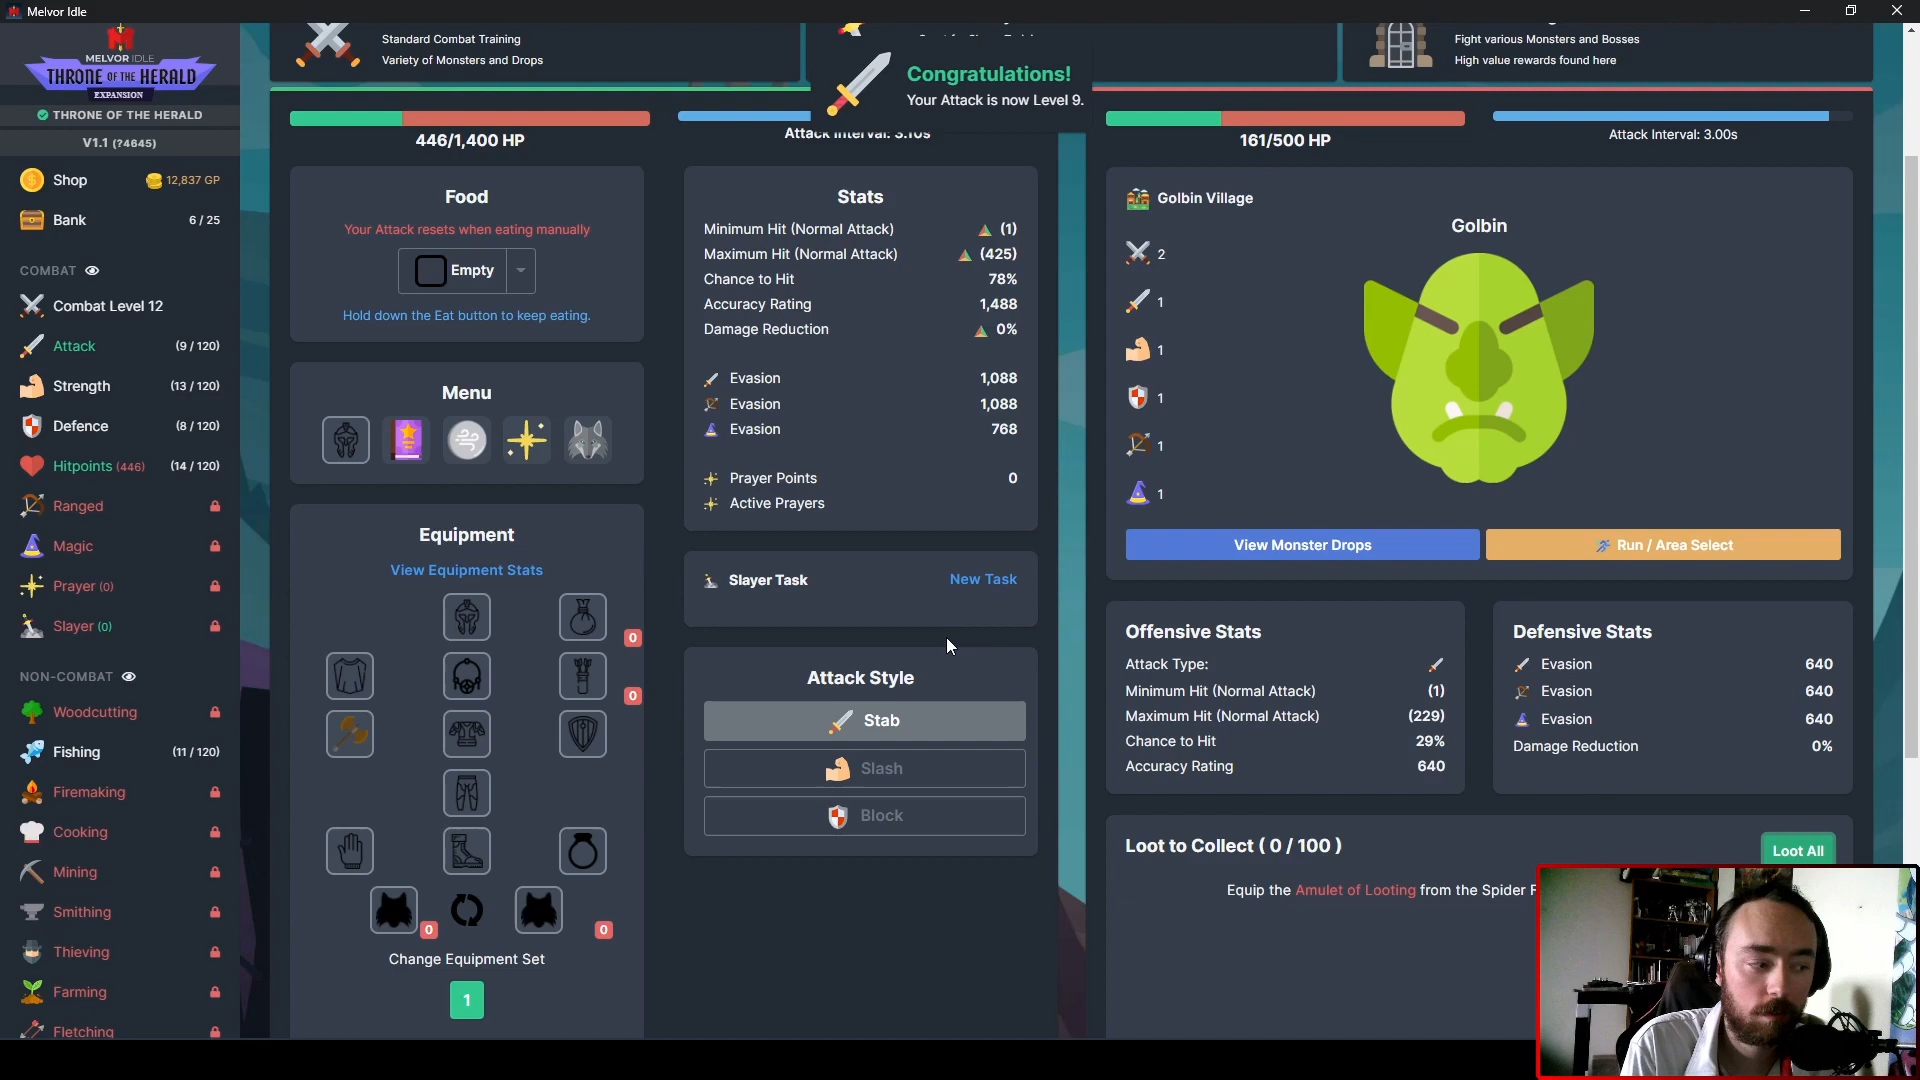 Melvor Idle
MELVOR IDLE
THRONE OF THE HERALD
EXPANSION
THRONE OF THE HERALD
V1.1 (?4645)
Shop
12,837 GP
Bank
6 / 25
COMBAT
Combat Level 12
Attack
(9 / 120)
Strength
(13 / 120)
Defence
(8 / 120)
Hitpoints (446)
(14 / 120)
Ranged
Magic
Prayer (0)
Slayer (0)
NON-COMBAT
Woodcutting
Fishing
(11 / 120)
Firemaking
Cooking
Mining
Smithing
Thieving
Farming
Fletching
Standard Combat Training
Variety of Monsters and Drops
Congratulations!
Your Attack is now Level 9.
Fight various Monsters and Bosses
High value rewards found here
446/1,400 HP
Attack Interval: 3.10s
161/500 HP
Attack Interval: 3.00s
Food
Your Attack resets when eating manually
Empty
Hold down the Eat button to keep eating.
Menu
Equipment
View Equipment Stats
0
0
0
0
Change Equipment Set
1
Stats
Minimum Hit (Normal Attack)
(1)
Maximum Hit (Normal Attack)
(425)
Chance to Hit
78%
Accuracy Rating
1,488
Damage Reduction
0%
Evasion
1,088
Evasion
1,088
Evasion
768
Prayer Points
0
Active Prayers
Slayer Task
New Task
Attack Style
Stab
Slash
Block
Golbin Village
Golbin
2
1
1
1
1
1
View Monster Drops
Run / Area Select
Offensive Stats
Attack Type:
Minimum Hit (Normal Attack)
(1)
Maximum Hit (Normal Attack)
(229)
Chance to Hit
29%
Accuracy Rating
640
Defensive Stats
Evasion
640
Evasion
640
Evasion
640
Damage Reduction
0%
Loot to Collect ( 0 / 100 )
Loot All
Equip the Amulet of Looting from the Spider F